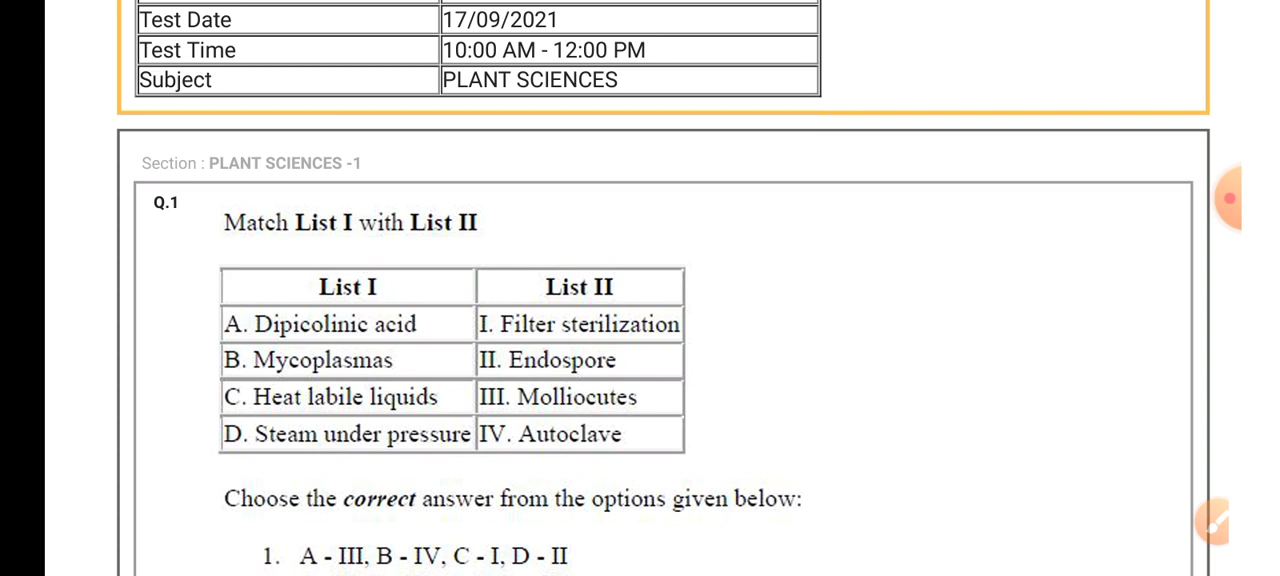 Test Date 17/09/2021
Test Time 10:00 AM - 12:00 PM
Subject PLANT SCIENCES
Section : PLANT SCIENCES -1
Q.1
Match List I with List II
List I List II
A. Dipicolinic acid I. Filter sterilization
B. Mycoplasmas II. Endospore
C. Heat labile liquids III. Molliocutes
D. Steam under pressure IV. Autoclave
Choose the correct answer from the options given below:
1. A - III, B - IV, C - I, D - II